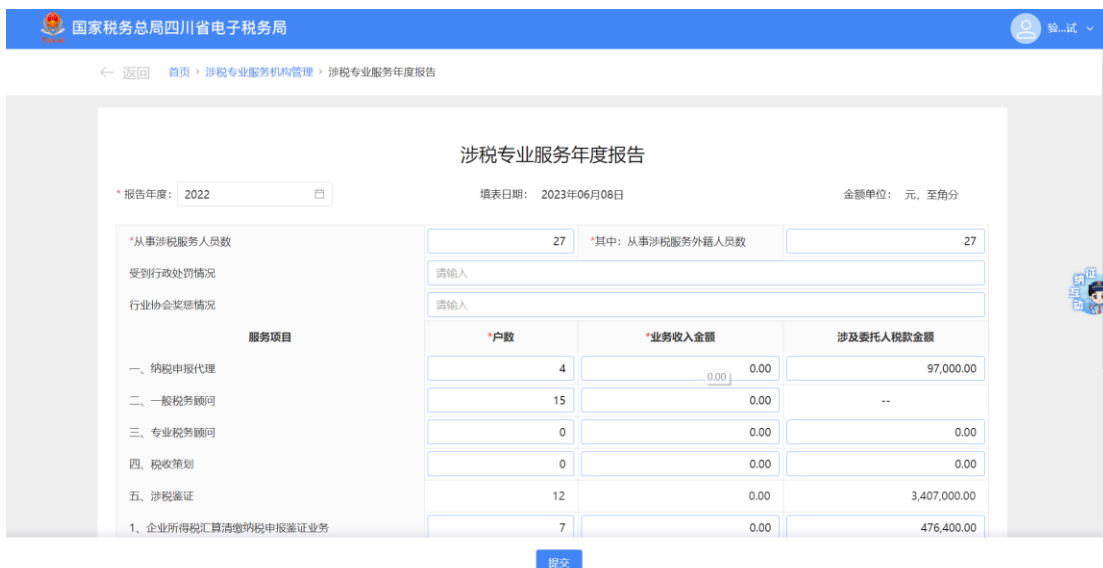 国家税务总局四川省电子税务局 验...试
返回 首页 › 涉税专业服务机构管理 › 涉税专业服务年度报告
涉税专业服务年度报告
* 报告年度： 2022 填表日期： 2023年06月08日 金额单位： 元，至角分
*从事涉税服务人员数 27 *其中：从事涉税服务外籍人员数 27
受到行政处罚情况 请输入
行业协会奖惩情况 请输入
征纳互动
服务项目 *户数 *业务收入金额 涉及委托人税款金额
一、纳税申报代理 4 0.00 97,000.00
0.00
二、一般税务顾问 15 0.00 --
三、专业税务顾问 0 0.00 0.00
四、税收策划 0 0.00 0.00
五、涉税鉴证 12 0.00 3,407,000.00
1、企业所得税汇算清缴纳税申报鉴证业务 7 0.00 476,400.00
提交